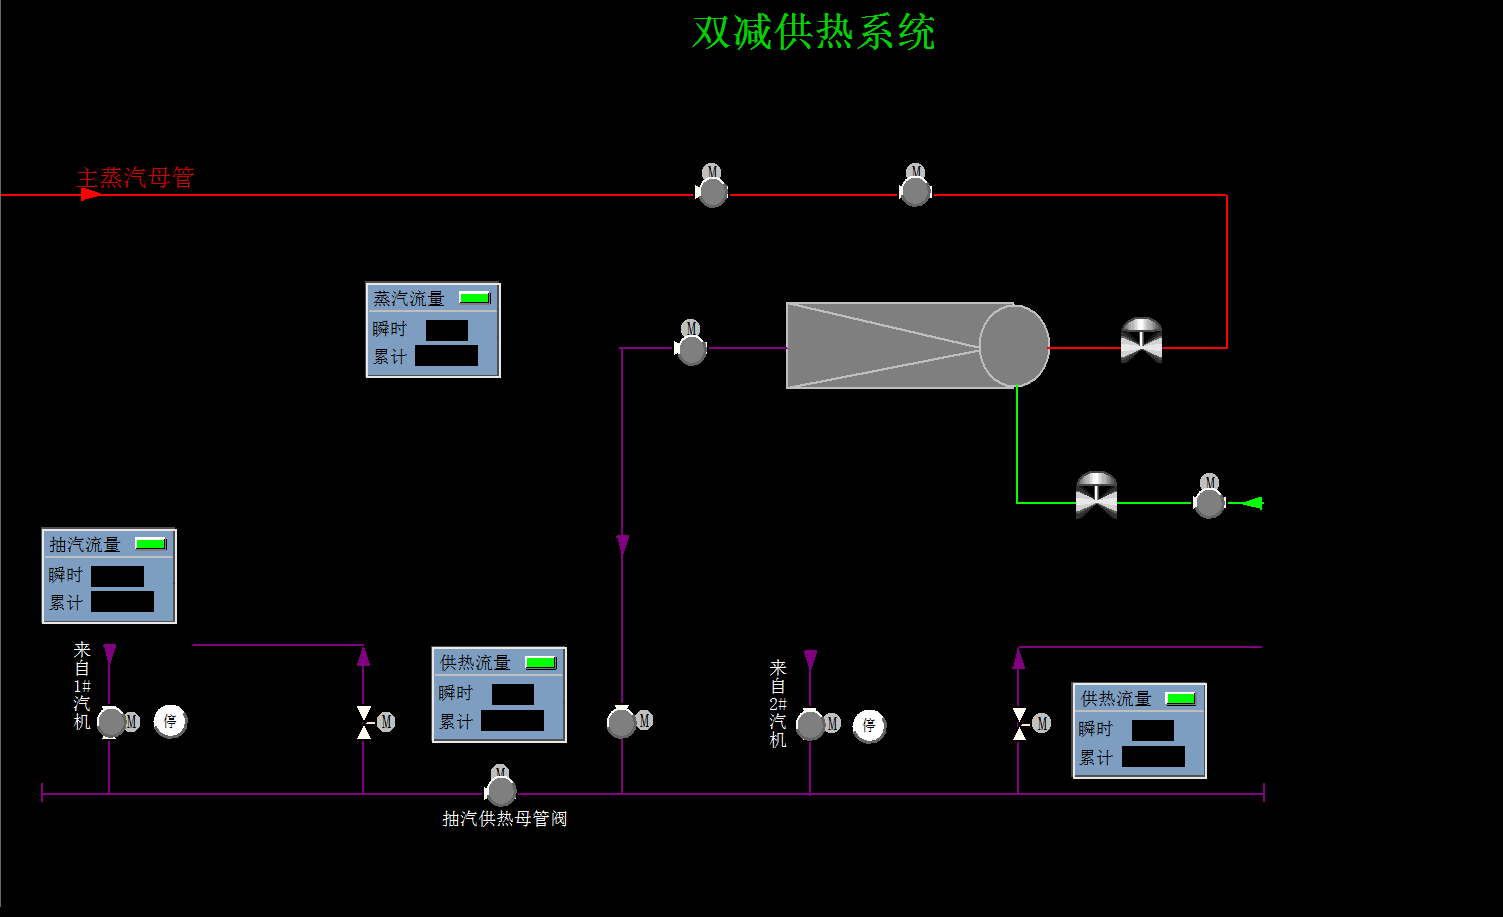 双减供热系统
主蒸汽母管
M
M
蒸汽流量
瞬时
累计
M
M
抽汽流量
瞬时
累计
来自1#汽机
M
停
M
供热流量
瞬时
累计
M
来自2#汽机
M
停
M
供热流量
瞬时
累计
M
抽汽供热母管阀